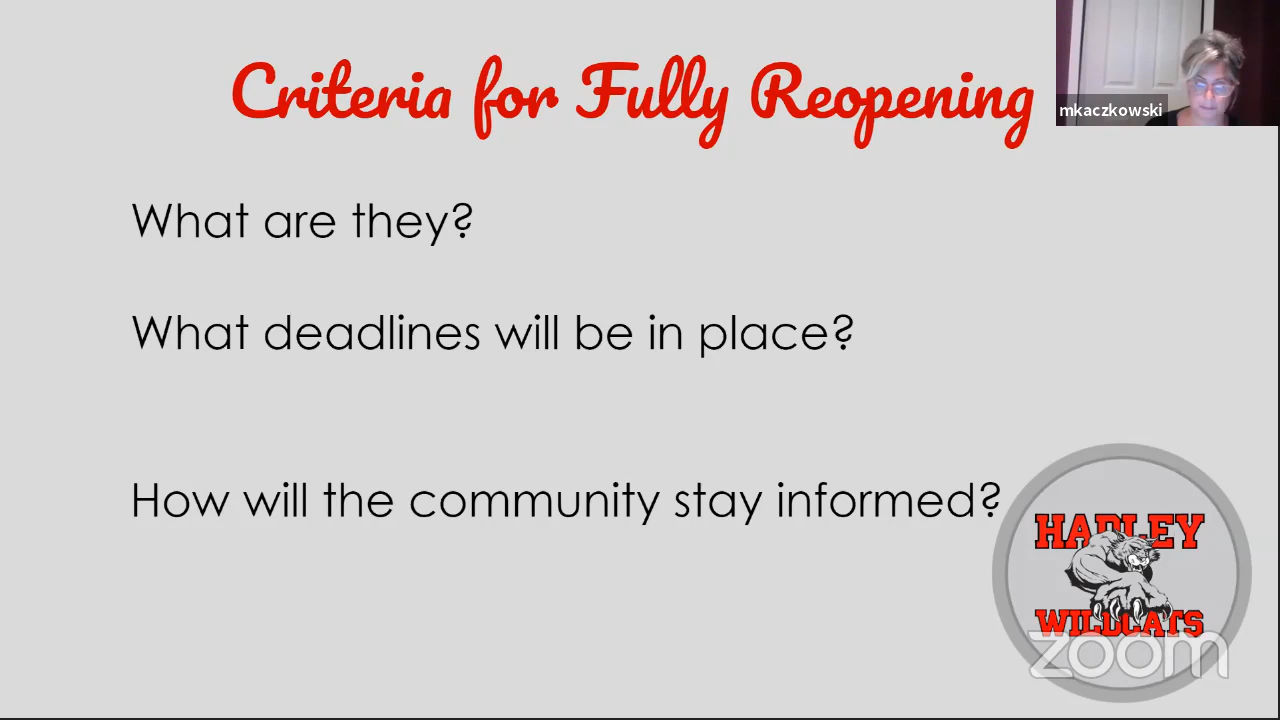 Criteria for Fully Reopening
mkaczkowski
What are they?
What deadlines will be in place?
How will the community stay informed?
HADLEY
WILDCATS
zoom